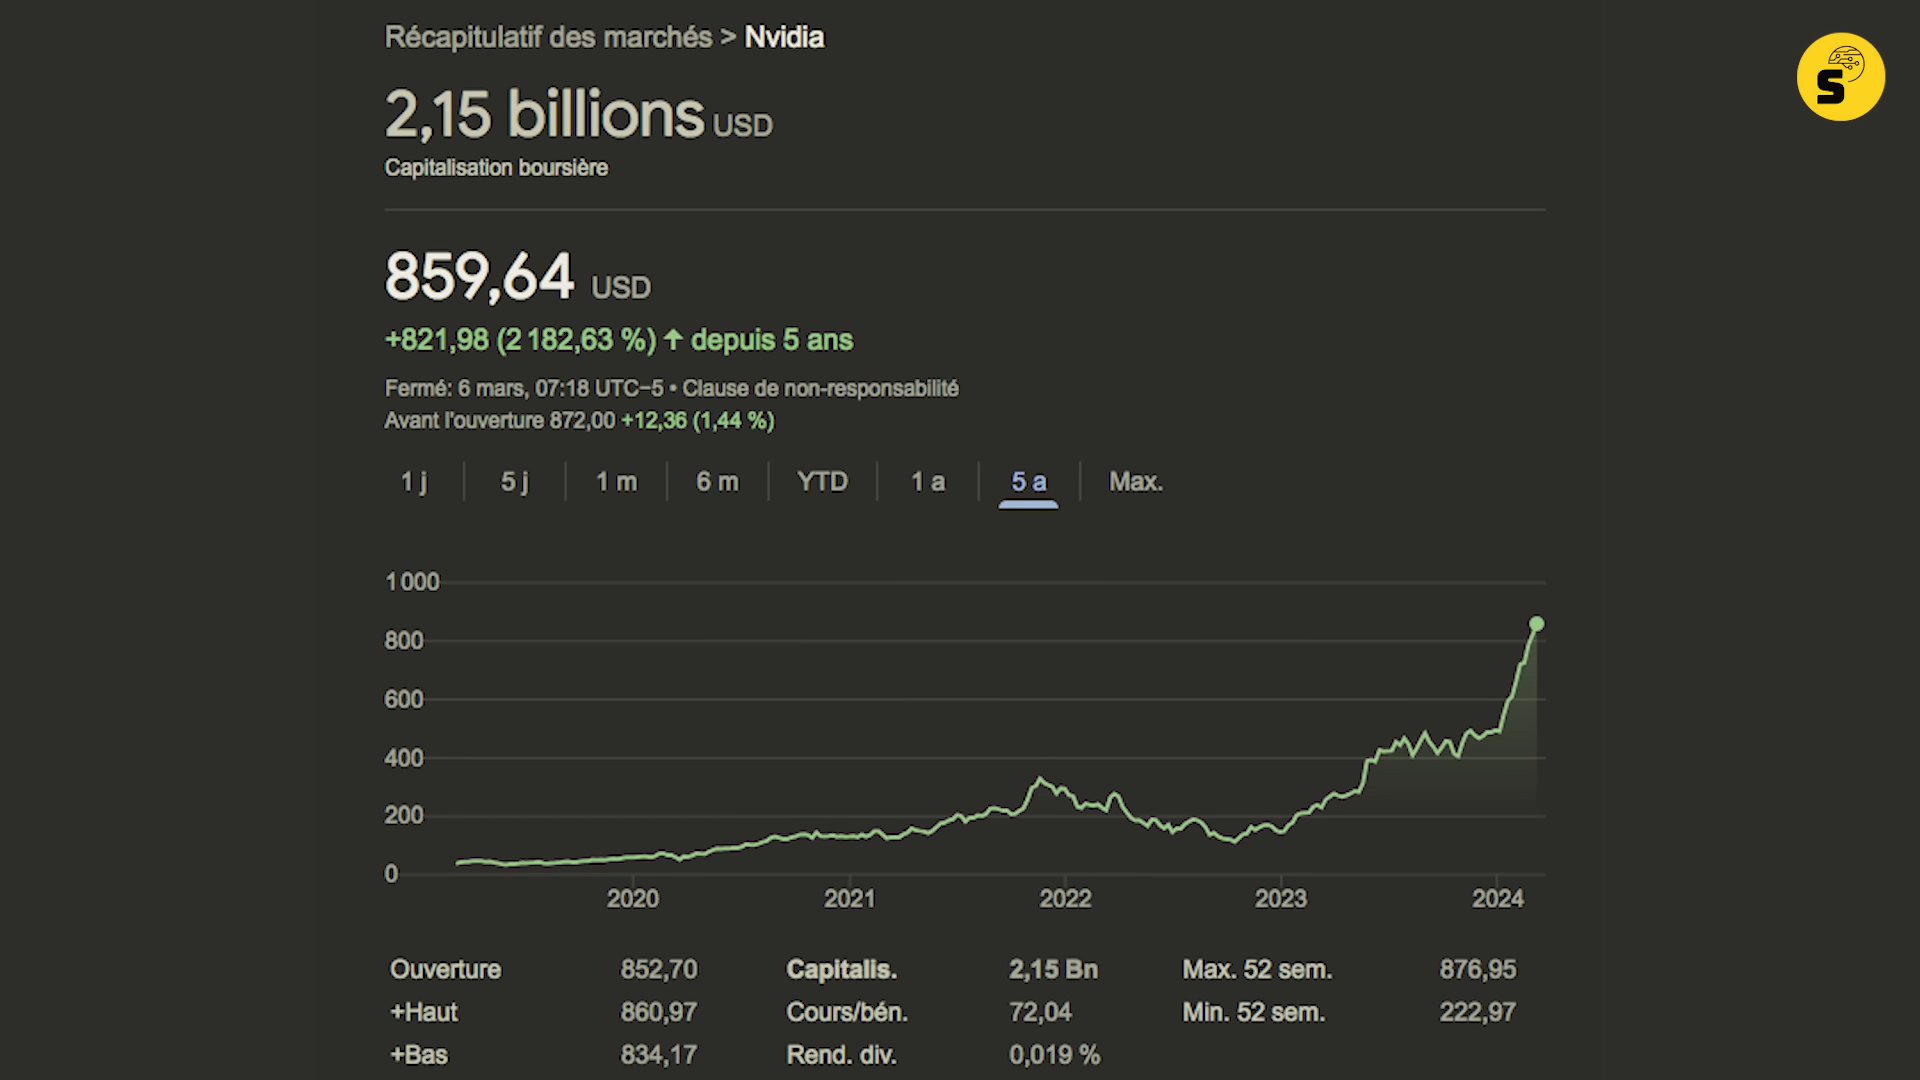 Récapitulatif des marchés > Nvidia
S
2,15 billions USD
Capitalisation boursière
859,64 USD
+821,98 (2 182,63 %) ↑ depuis 5 ans
Fermé: 6 mars, 07:18 UTC−5 • Clause de non-responsabilité
Avant l'ouverture 872,00 +12,36 (1,44 %)
1 j 5 j 1 m 6 m YTD 1 a 5 a Max.
1 000
800
600
400
200
0
2020 2021 2022 2023 2024
Ouverture 852,70 Capitalis. 2,15 Bn Max. 52 sem. 876,95
+Haut 860,97 Cours/bén. 72,04 Min. 52 sem. 222,97
+Bas 834,17 Rend. div. 0,019 %